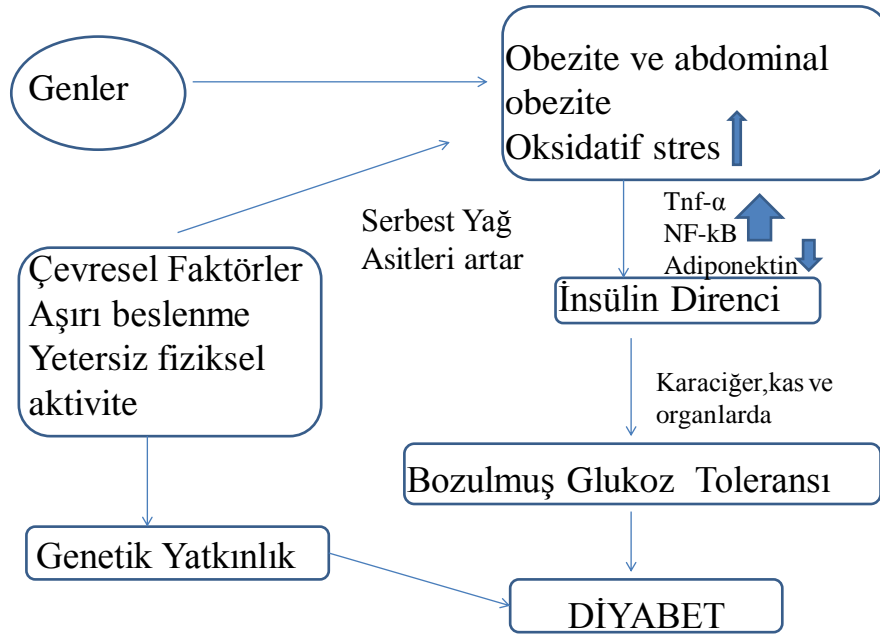 Genler
Obezite ve abdominal
obezite
Oksidatif stres
Serbest Yağ
Asitleri artar
Tnf-α
NF-kB
Adiponektin
Çevresel Faktörler
Aşırı beslenme
Yetersiz fiziksel
aktivite
İnsülin Direnci
Karaciğer,kas ve
organlarda
Bozulmuş Glukoz Toleransı
Genetik Yatkınlık
DİYABET